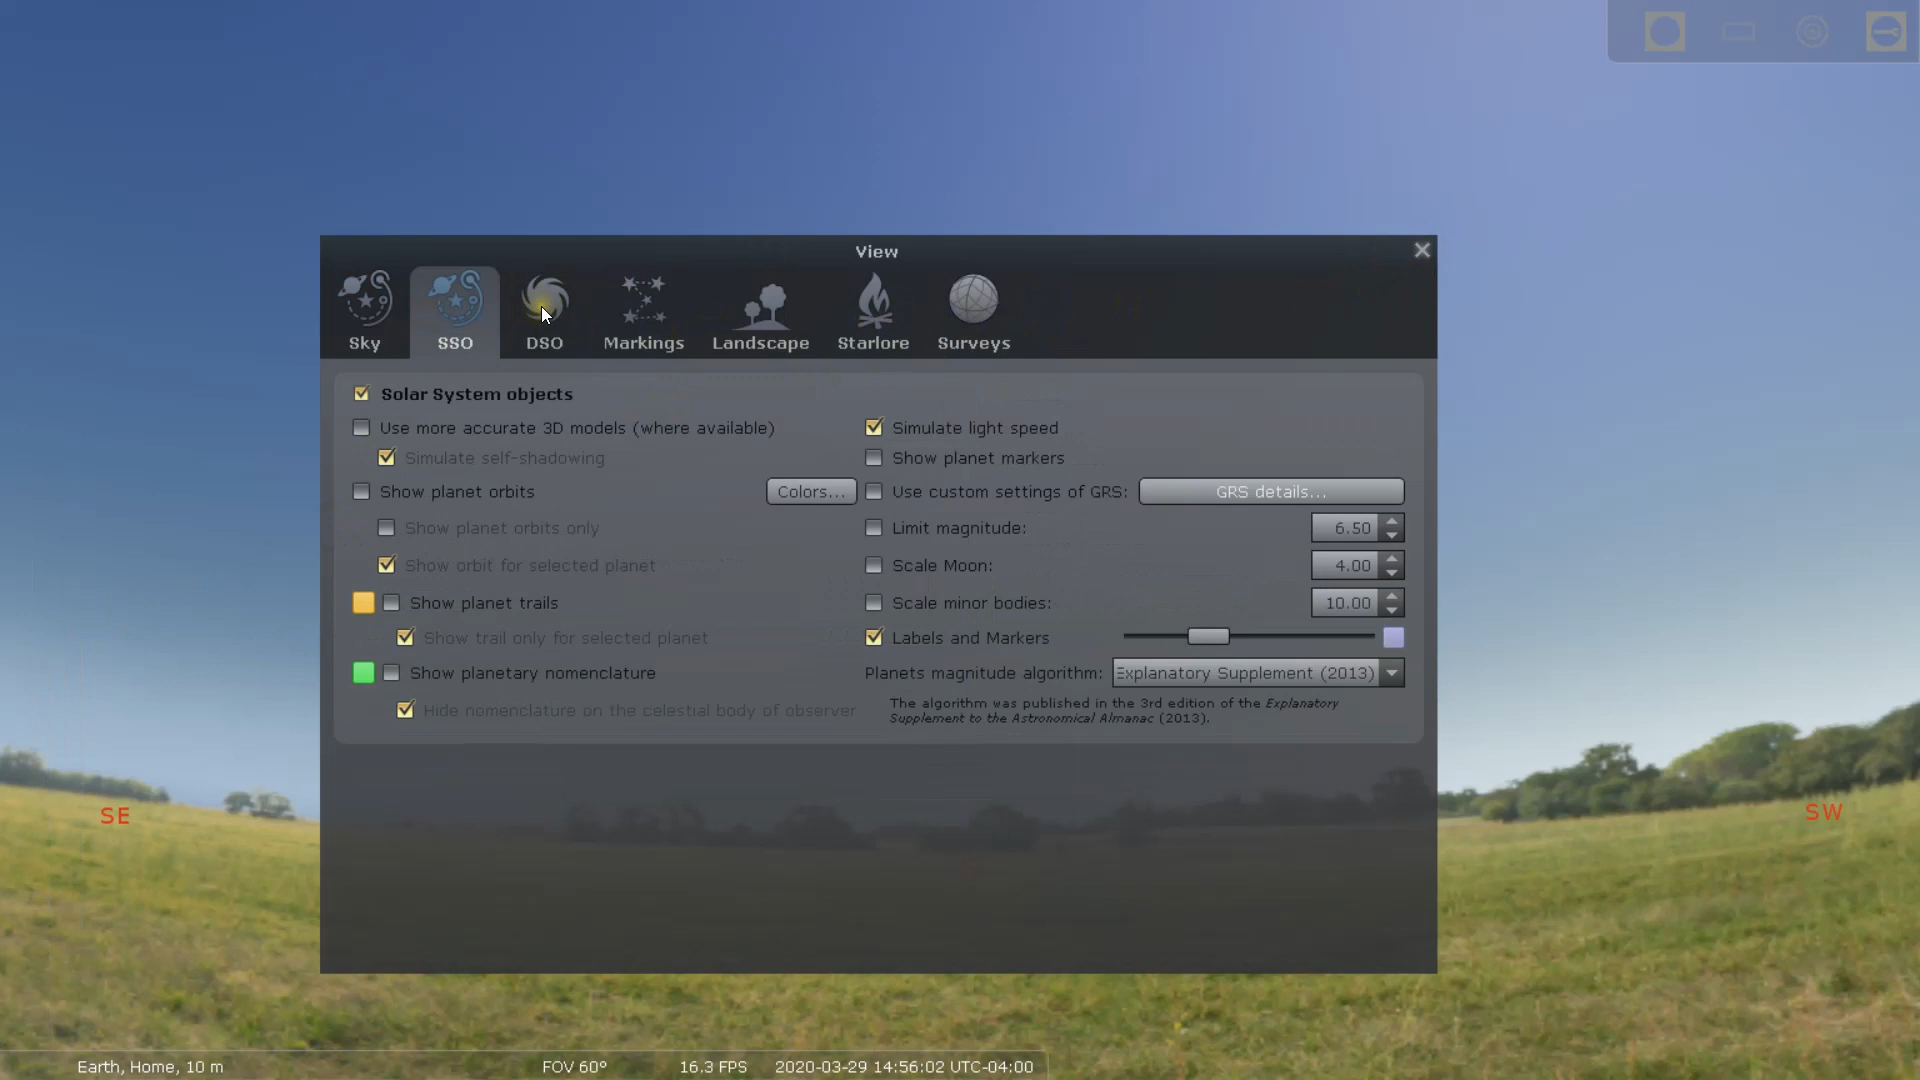 View
Sky
SSO
DSO
Markings
Landscape
Starlore
Surveys
Solar System objects
Use more accurate 3D models (where available)
Simulate self-shadowing
Show planet orbits
Colors...
Show planet orbits only
Show orbit for selected planet
Show planet trails
Show trail only for selected planet
Show planetary nomenclature
Hide nomenclature on the celestial body of observer
Simulate light speed
Show planet markers
Use custom settings of GRS:
GRS details...
Limit magnitude:
6.50
Scale Moon:
4.00
Scale minor bodies:
10.00
Labels and Markers
Planets magnitude algorithm:
Explanatory Supplement (2013)
The algorithm was published in the 3rd edition of the Explanatory
Supplement to the Astronomical Almanac (2013).
SE
SW
Earth, Home, 10 m
FOV 60°
16.3 FPS
2020-03-29 14:56:02 UTC-04:00